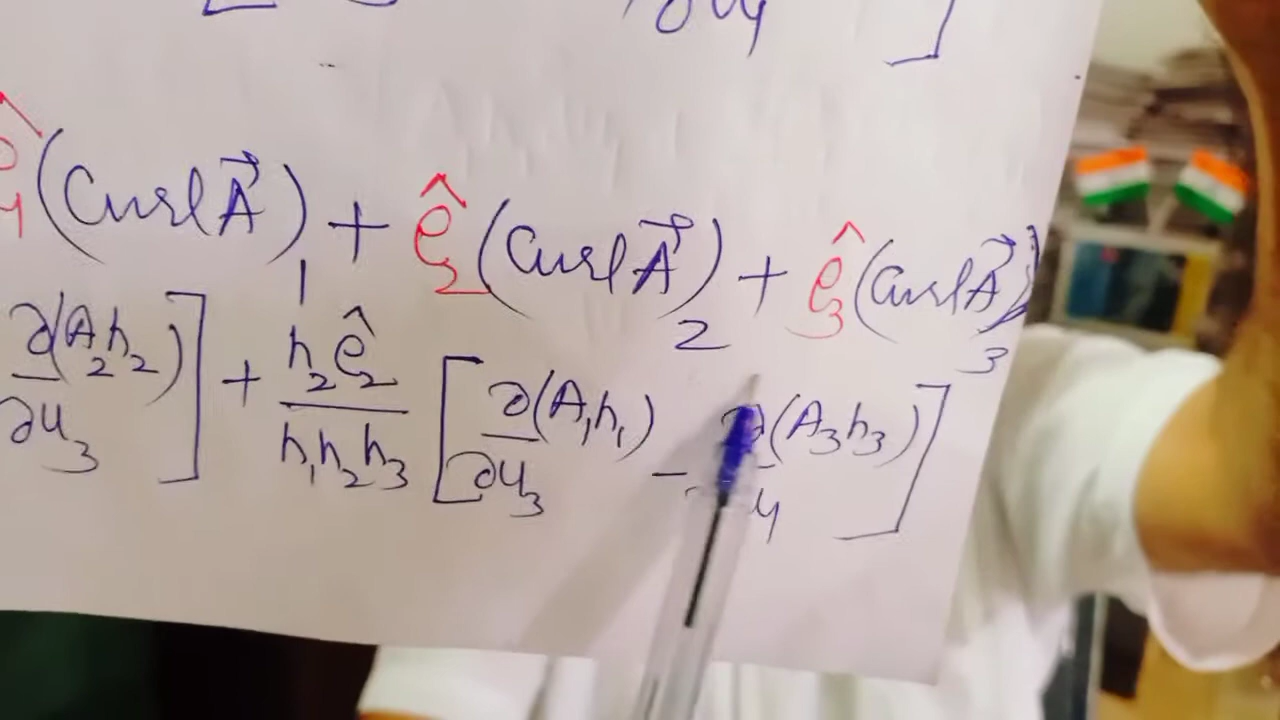 ê₁(Curl A⃗)₁ + ê₂(Curl A⃗)₂ + ê₃(Curl A⃗)₃
∂(A₂h₂)/∂u₃] + h₂ê₂/h₁h₂h₃ [∂(A₁h₁)/∂u₃ − ∂(A₃h₃)/∂u₁]